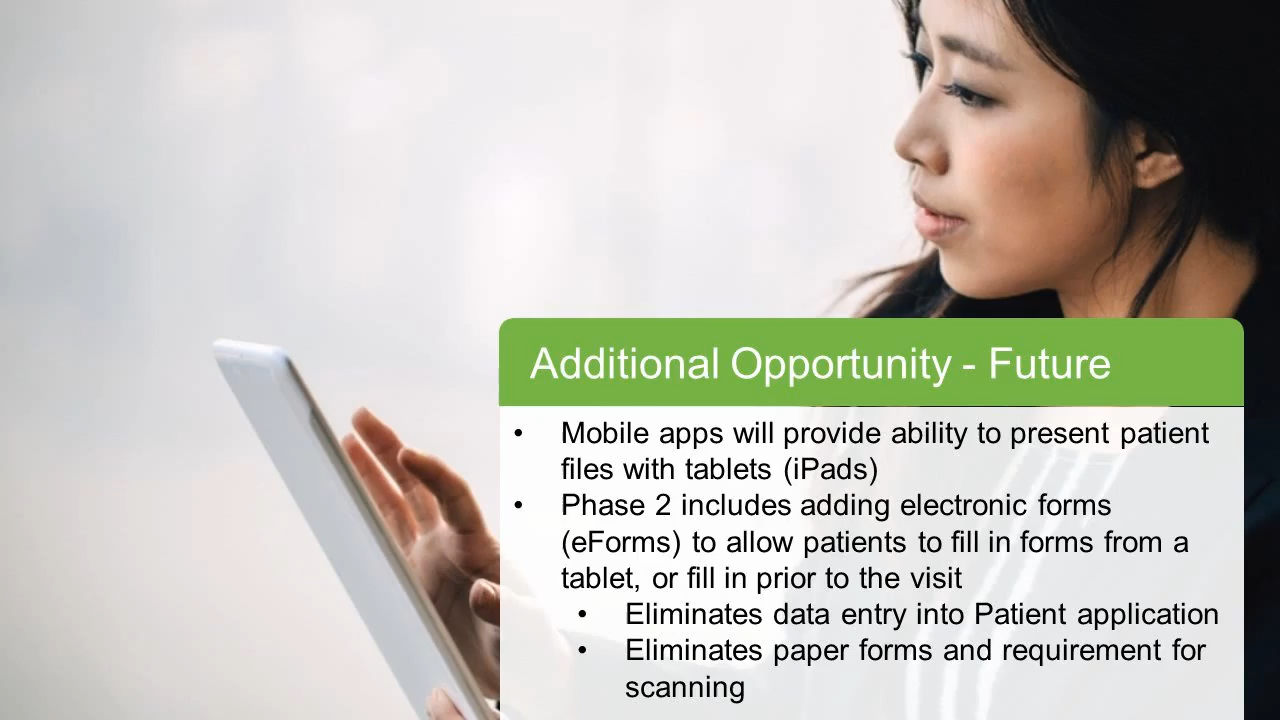 Additional Opportunity - Future
• Mobile apps will provide ability to present patient
files with tablets (iPads)
• Phase 2 includes adding electronic forms
(eForms) to allow patients to fill in forms from a
tablet, or fill in prior to the visit
• Eliminates data entry into Patient application
• Eliminates paper forms and requirement for
scanning